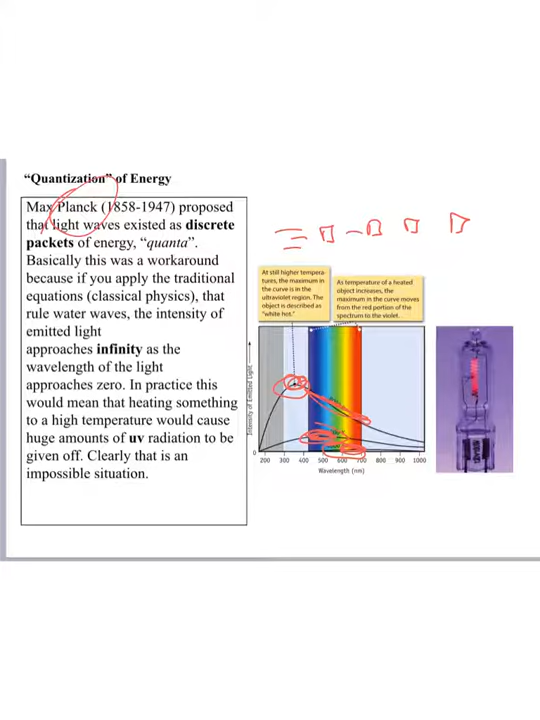 “Quantization” of Energy
Max Planck (1858-1947) proposed
that light waves existed as discrete
packets of energy, “quanta”.
Basically this was a workaround
because if you apply the traditional
equations (classical physics), that
rule water waves, the intensity of
emitted light
approaches infinity as the
wavelength of the light
approaches zero. In practice this
would mean that heating something
to a high temperature would cause
huge amounts of uv radiation to be
given off. Clearly that is an
impossible situation.
At still higher tempera-
tures, the maximum in
the curve is in the
ultraviolet region. The
object is described as
“white hot.”
As temperature of a heated
object increases, the
maximum in the curve moves
from the red portion of the
spectrum to the violet.
Intensity of Emitted Light
0
200 300 400 500 600 700 800 900 1000
Wavelength (nm)